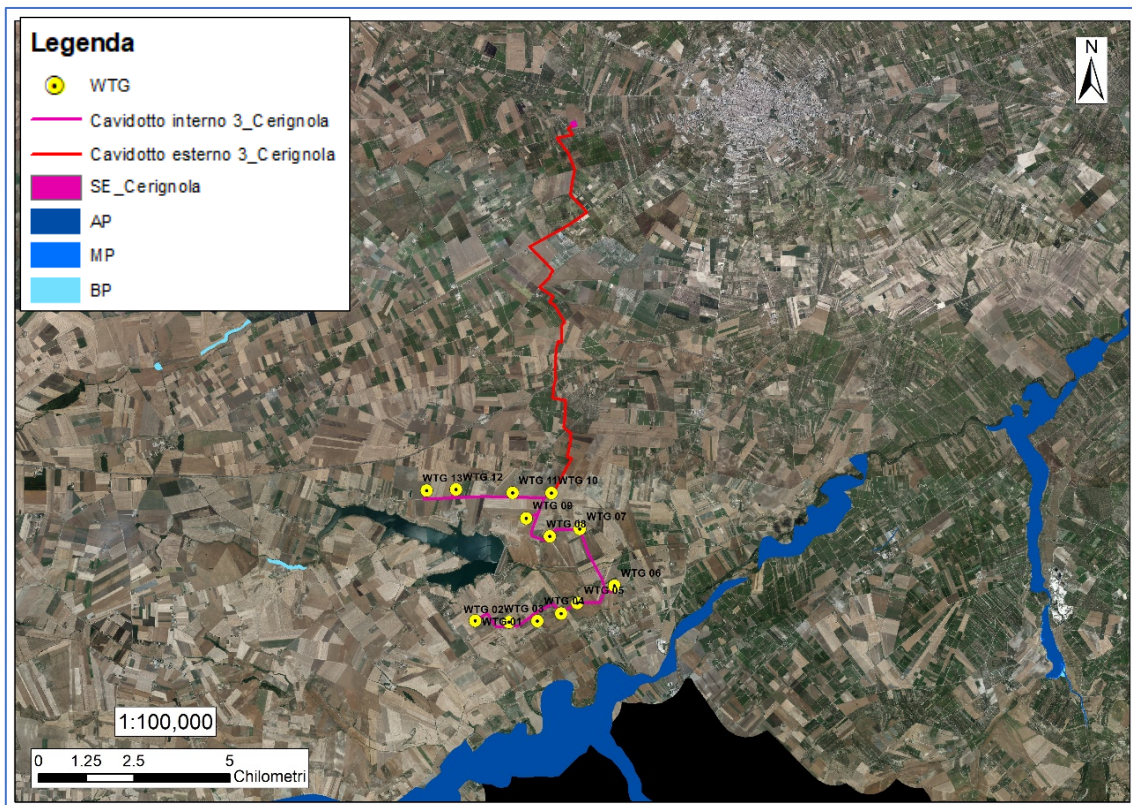 Legenda
WTG
Cavidotto interno 3_Cerignola
Cavidotto esterno 3_Cerignola
SE_Cerignola
AP
MP
BP
N
WTG 13
WTG 12
WTG 11
WTG 10
WTG 09
WTG 08
WTG 07
WTG 06
WTG 05
WTG 04
WTG 02
WTG 03
WTG 01
1:100,000
0 1.25 2.5 5
Chilometri